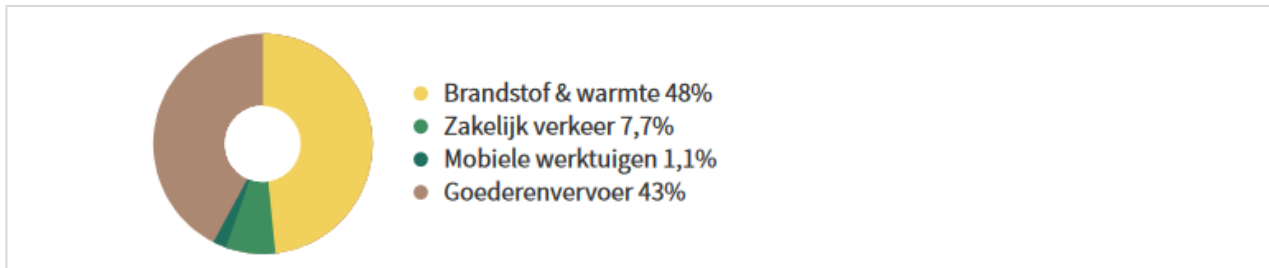 Brandstof & warmte 48%
Zakelijk verkeer 7,7%
Mobiele werktuigen 1,1%
Goederenvervoer 43%